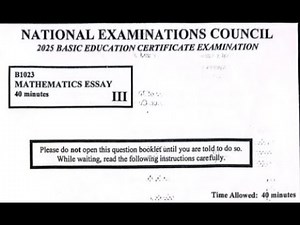 NATIONAL EXAMINATIONS COUNCIL
2025 BASIC EDUCATION CERTIFICATE EXAMINATION
B1023
MATHEMATICS ESSAY
40 minutes
III
Please do not open this question booklet until you are told to do so.
While waiting, read the following instructions carefully.
Time Allowed: 40 minutes